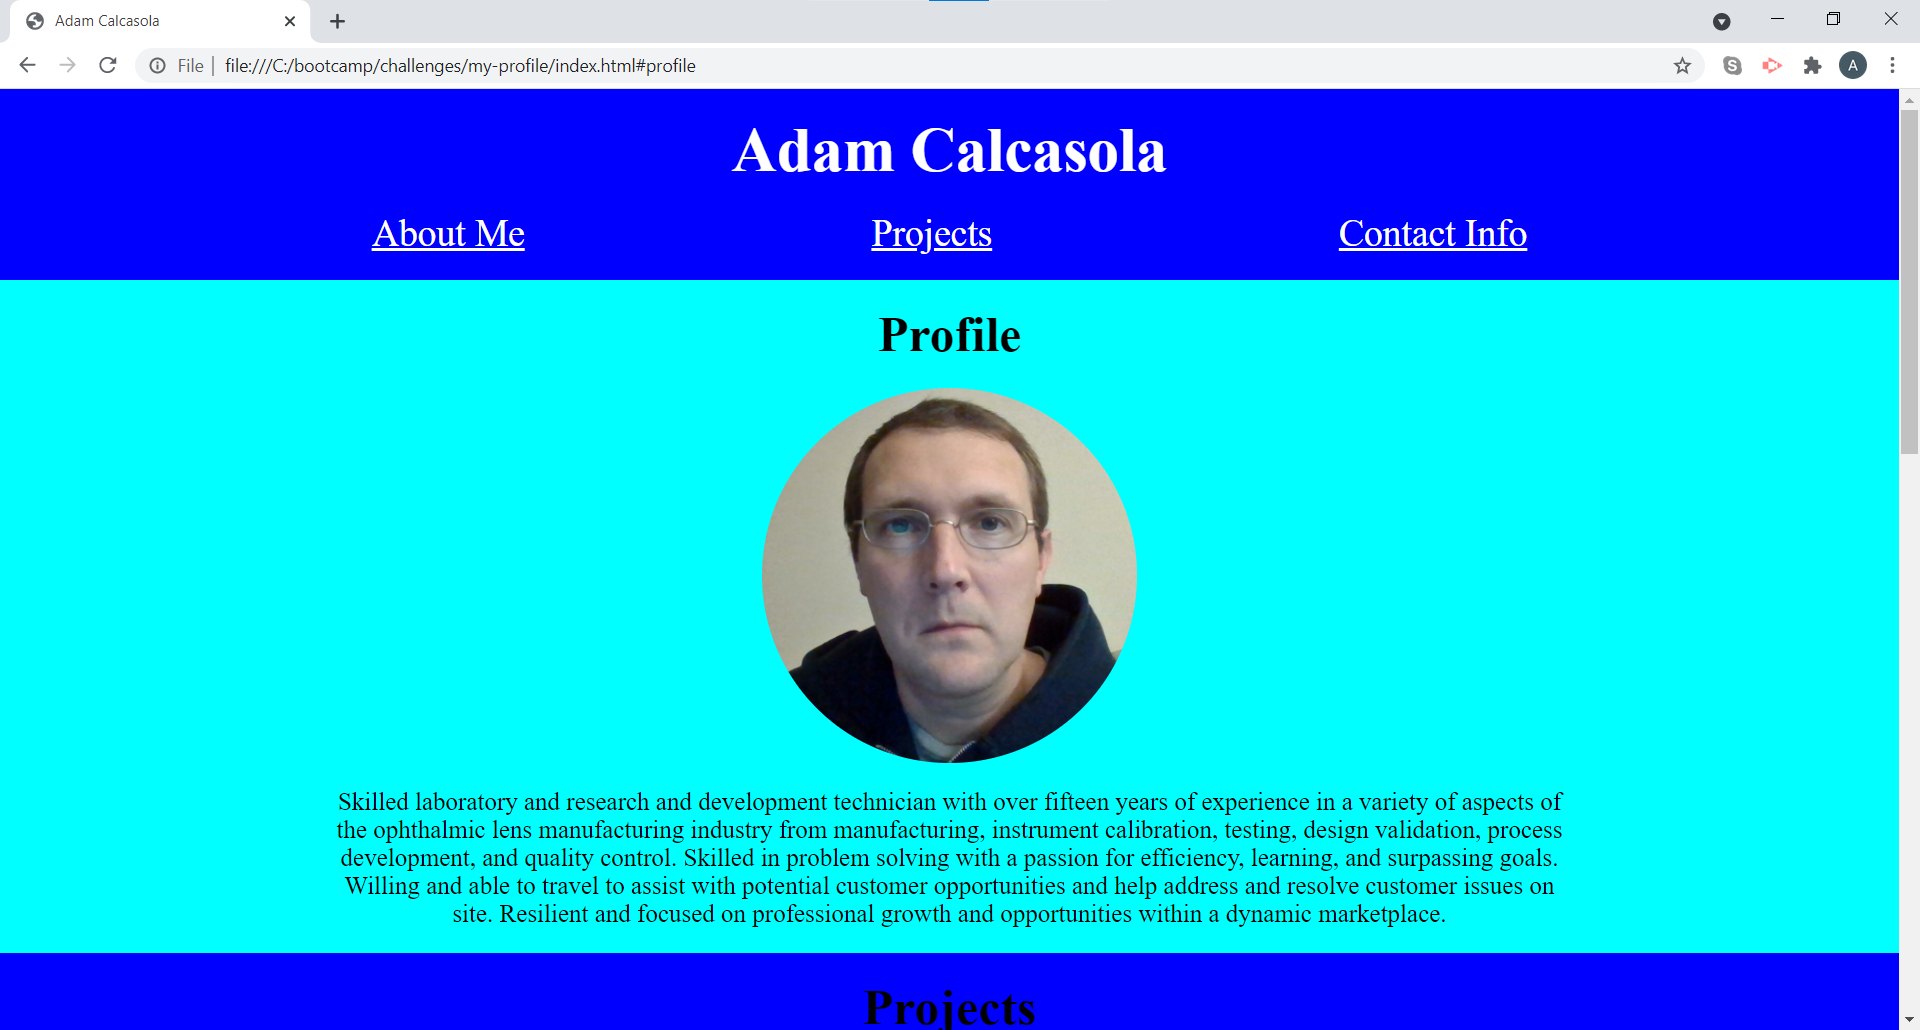 Adam Calcasola
File | file:///C:/bootcamp/challenges/my-profile/index.html#profile
A
Adam Calcasola
About Me Projects Contact Info
Profile
Skilled laboratory and research and development technician with over fifteen years of experience in a variety of aspects of
the ophthalmic lens manufacturing industry from manufacturing, instrument calibration, testing, design validation, process
development, and quality control. Skilled in problem solving with a passion for efficiency, learning, and surpassing goals.
Willing and able to travel to assist with potential customer opportunities and help address and resolve customer issues on
site. Resilient and focused on professional growth and opportunities within a dynamic marketplace.
Projects